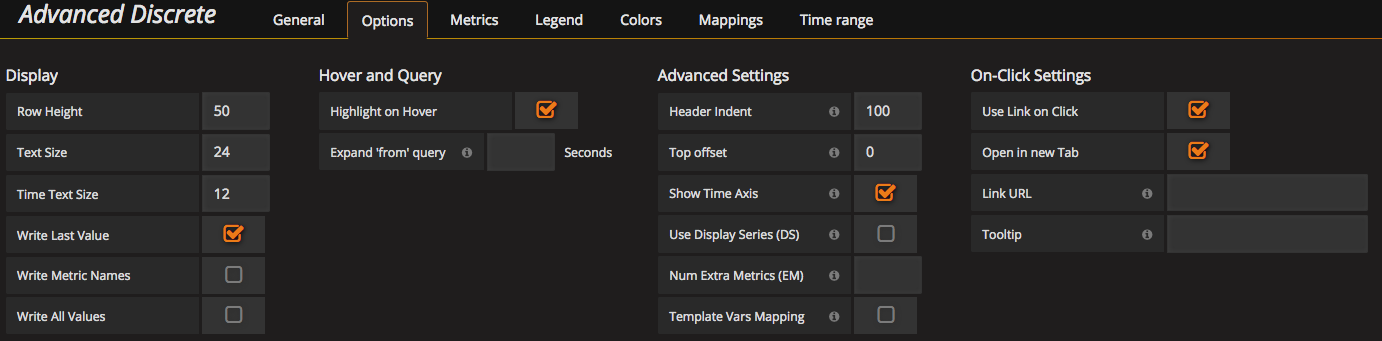 Advanced Discrete General Options Metrics Legend Colors Mappings Time range
Display
Row Height 50
Text Size 24
Time Text Size 12
Write Last Value
Write Metric Names
Write All Values
Hover and Query
Highlight on Hover
Expand 'from' query Seconds
Advanced Settings
Header Indent 100
Top offset 0
Show Time Axis
Use Display Series (DS)
Num Extra Metrics (EM)
Template Vars Mapping
On-Click Settings
Use Link on Click
Open in new Tab
Link URL
Tooltip